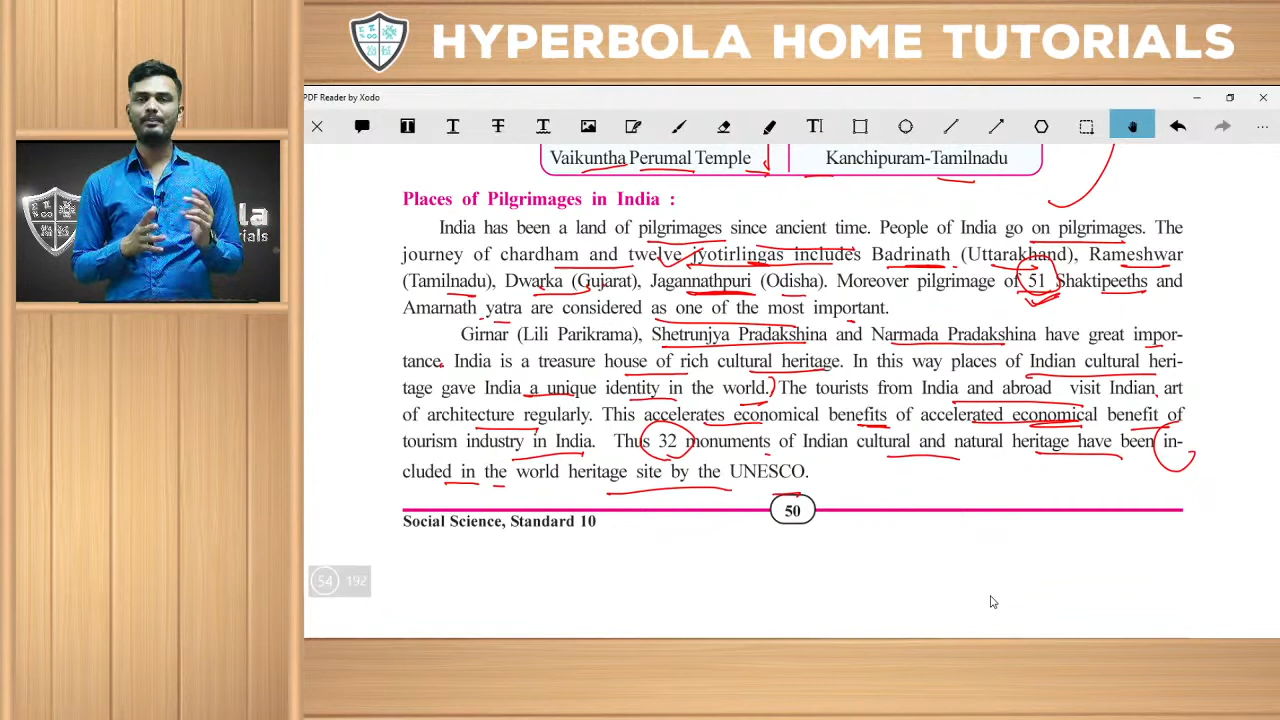 HYPERBOLA HOME TUTORIALS
PDF Reader by Xodo
Vaikuntha Perumal Temple Kanchipuram-Tamilnadu
Places of Pilgrimages in India :
India has been a land of pilgrimages since ancient time. People of India go on pilgrimages. The
journey of chardham and twelve jyotirlingas includes Badrinath (Uttarakhand), Rameshwar
(Tamilnadu), Dwarka (Gujarat), Jagannathpuri (Odisha). Moreover pilgrimage of 51 Shaktipeeths and
Amarnath yatra are considered as one of the most important.
Girnar (Lili Parikrama), Shetrunjya Pradakshina and Narmada Pradakshina have great impor-
tance. India is a treasure house of rich cultural heritage. In this way places of Indian cultural heri-
tage gave India a unique identity in the world. The tourists from India and abroad visit Indian art
of architecture regularly. This accelerates economical benefits of accelerated economical benefit of
tourism industry in India. Thus 32 monuments of Indian cultural and natural heritage have been in-
cluded in the world heritage site by the UNESCO.
50
Social Science, Standard 10
54 192